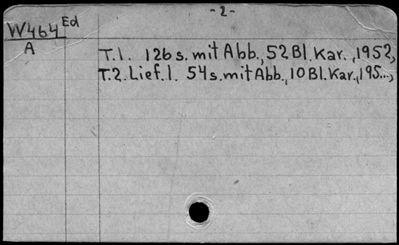 -2-
W464 Ed
A
T.1. 126 s. mit Abb., 52 Bl. Kar., 1952,
T.2. Lief.1. 54 s. mit Abb., 10 Bl. Kar., 195...,